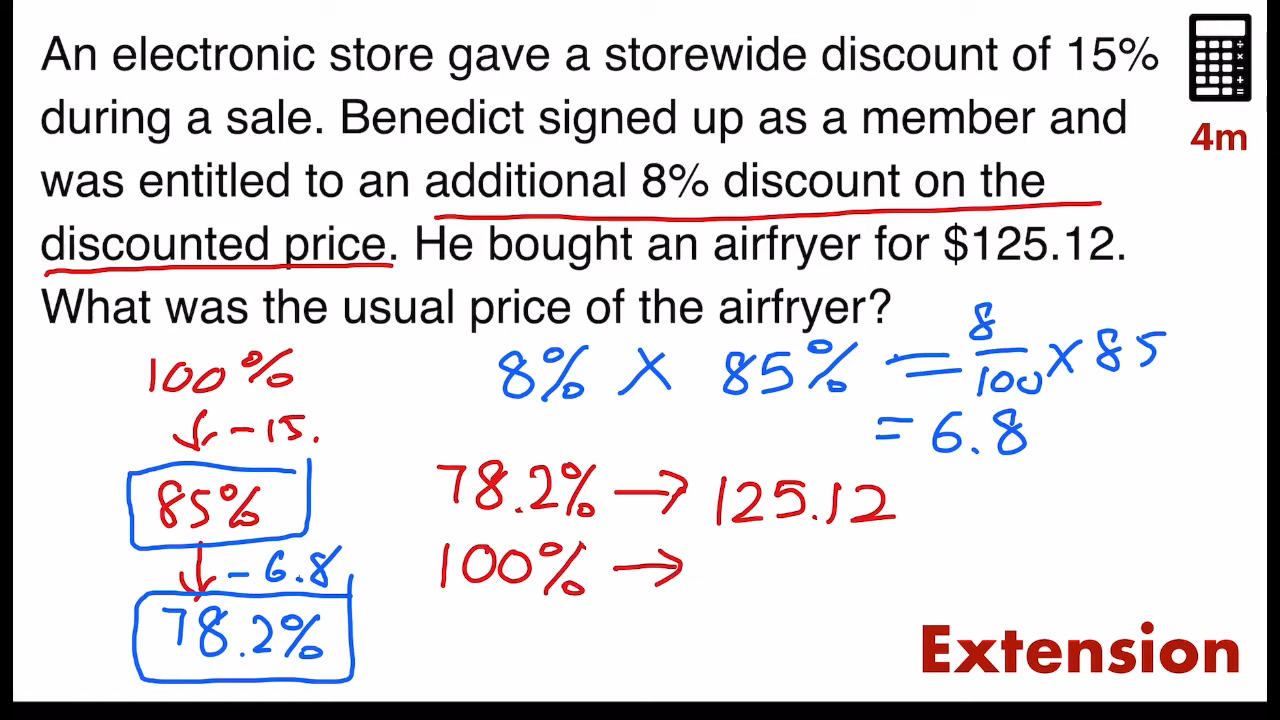 An electronic store gave a storewide discount of 15%
during a sale. Benedict signed up as a member and
was entitled to an additional 8% discount on the
discounted price. He bought an airfryer for $125.12.
What was the usual price of the airfryer?
4m
100%
-15.
85%
-6.8
78.2%
8% × 85% = 8/100 × 85
= 6.8
78.2% → 125.12
100% →
Extension